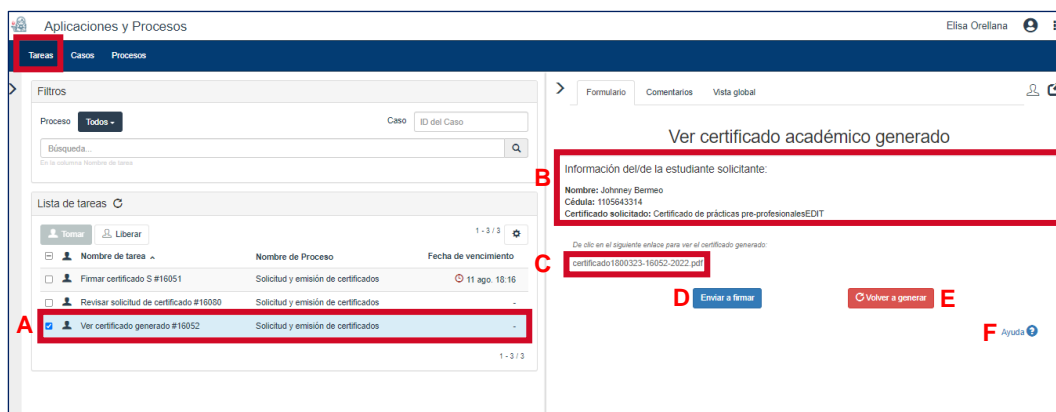 Aplicaciones y Procesos
Elisa Orellana
Tareas Casos Procesos
Filtros
Proceso Todos Caso ID del Caso
Búsqueda...
En la columna Nombre de tarea
Lista de tareas
Tomar Liberar 1 - 3 / 3
Nombre de tarea Nombre de Proceso Fecha de vencimiento
Firmar certificado S #16051 Solicitud y emisión de certificados 11 ago. 18:16
Revisar solicitud de certificado #16080 Solicitud y emisión de certificados -
A Ver certificado generado #16052 Solicitud y emisión de certificados -
1 - 3 / 3
Formulario Comentarios Vista global
Ver certificado académico generado
B
Información del/de la estudiante solicitante:
Nombre: Johnney Bermeo
Cédula: 1105643314
Certificado solicitado: Certificado de prácticas pre-profesionalesEDIT
De clic en el siguiente enlace para ver el certificado generado:
C certificado1800323-16052-2022.pdf
D Enviar a firmar Volver a generar E
F Ayuda ?